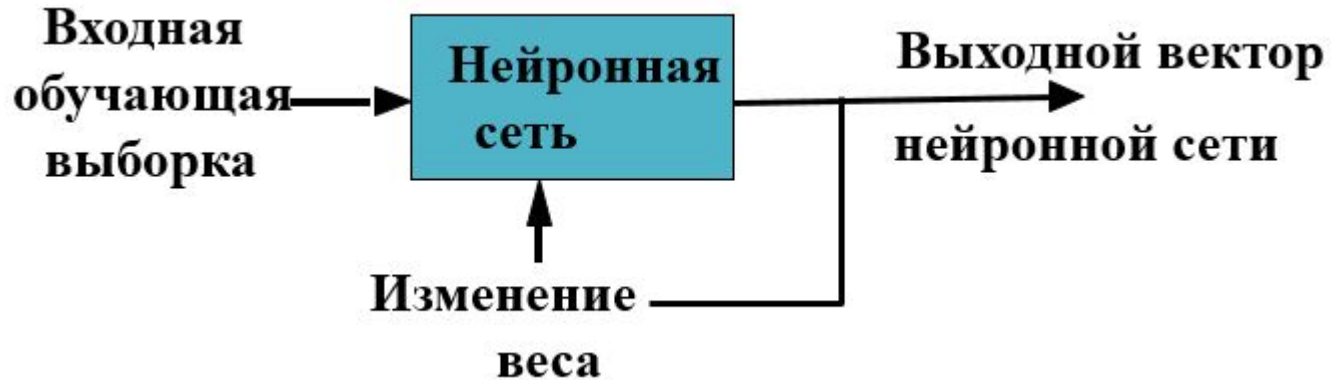 Входная
обучающая
выборка
Нейронная
сеть
Выходной вектор
нейронной сети
Изменение
веса